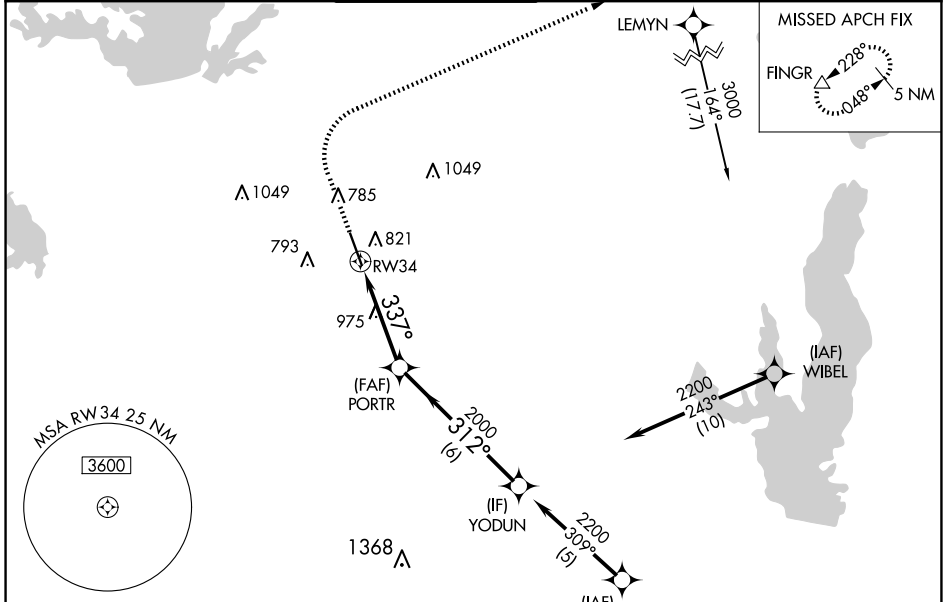 LEMYN
3000
164°
(17.7)
MISSED APCH FIX
FINGR
228°
048°
5 NM
1049
785
1049
793
821
RW34
975
337°
(FAF)
PORTR
(IAF)
WIBEL
2200
243°
(10)
2000
312°
(6)
(IF)
YODUN
MSA RW34 25 NM
3600
2200
309°
(5)
1368
(IAF)